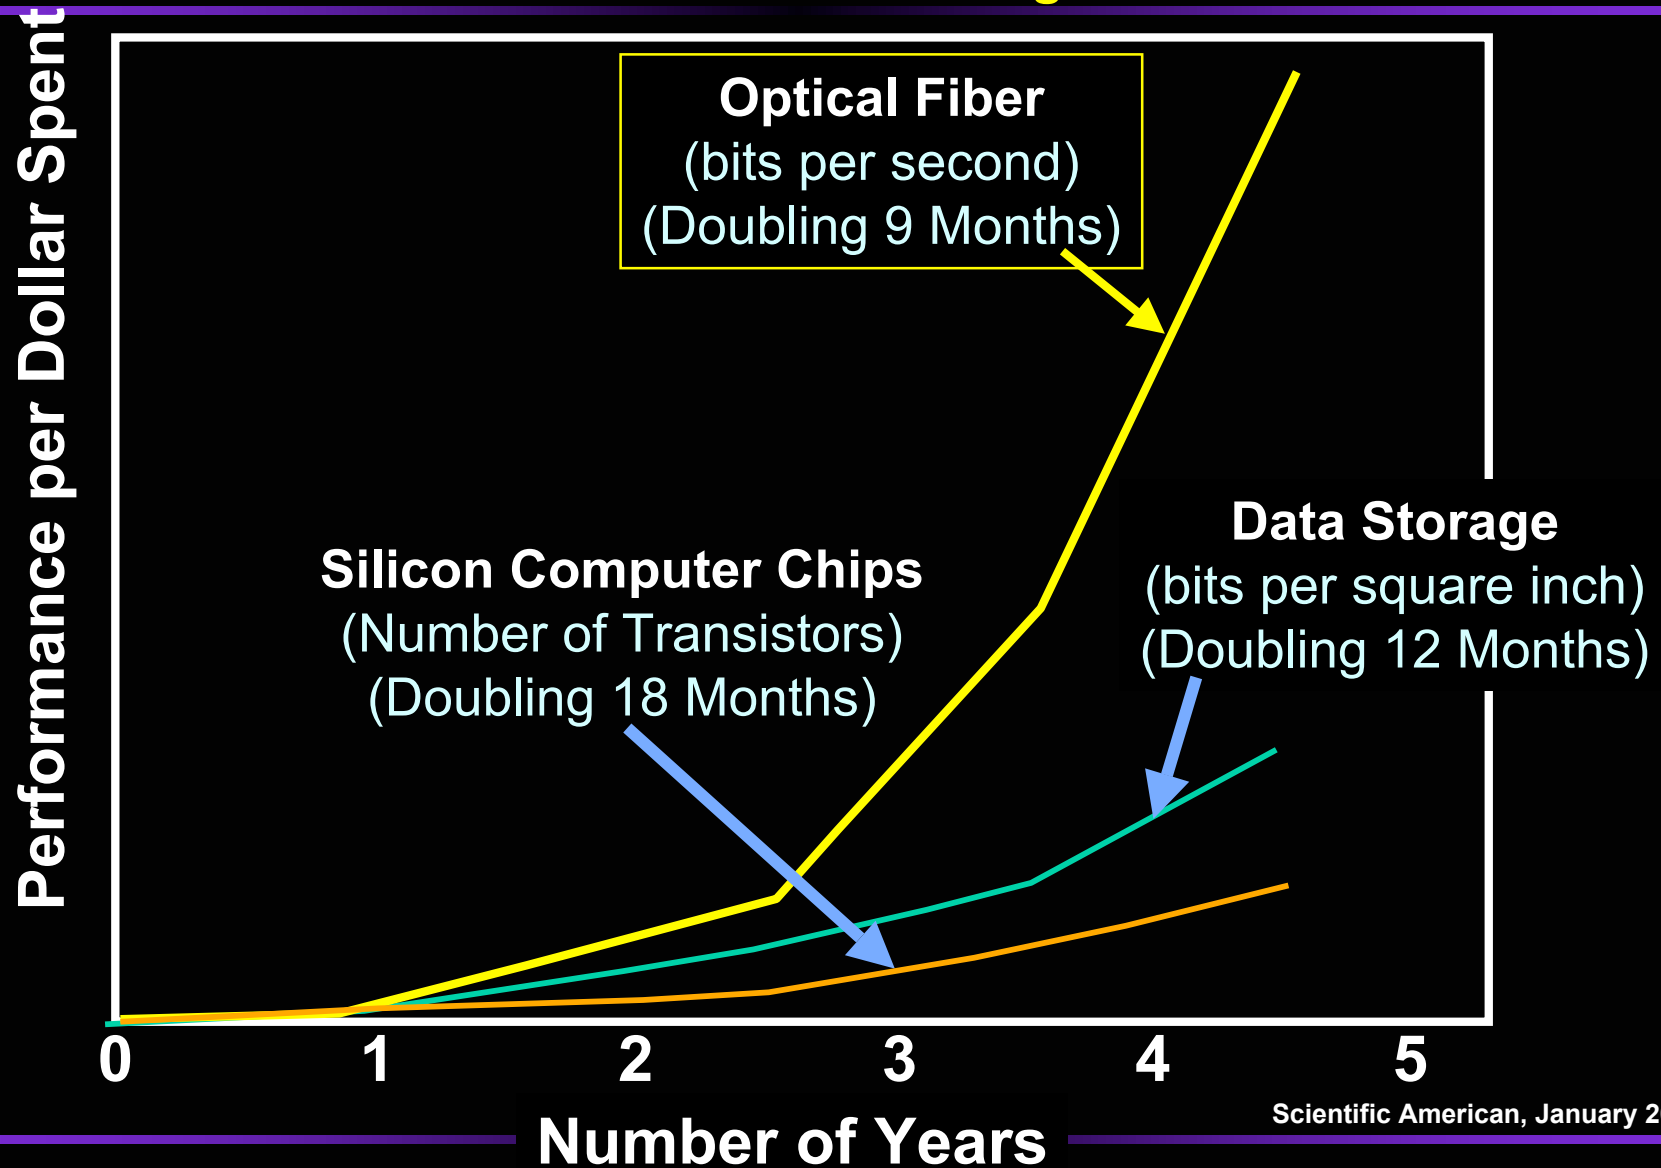 Performance per Dollar Spent
Optical Fiber
(bits per second)
(Doubling 9 Months)
Silicon Computer Chips
(Number of Transistors)
(Doubling 18 Months)
Data Storage
(bits per square inch)
(Doubling 12 Months)
0 1 2 3 4 5
Number of Years
Scientific American, January